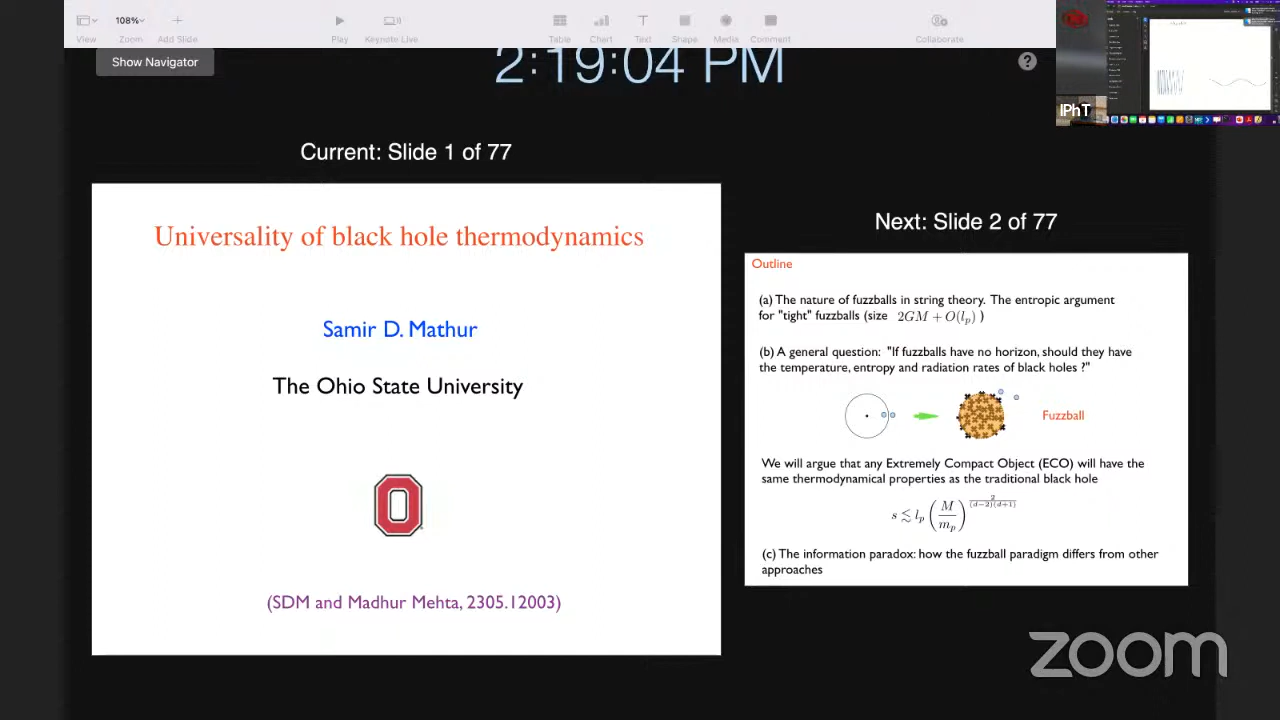 108%
View
Zoom
Add Slide
Play
Keynote Live
Table
Chart
Text
Shape
Media
Comment
Collaborate
Show Navigator
2:19:04 PM
?
IPhT
Current: Slide 1 of 77
Universality of black hole thermodynamics
Samir D. Mathur
The Ohio State University
O
(SDM and Madhur Mehta, 2305.12003)
Next: Slide 2 of 77
Outline
(a) The nature of fuzzballs in string theory. The entropic argument
for "tight" fuzzballs (size 2GM + O(l_p) )
(b) A general question: "If fuzzballs have no horizon, should they have
the temperature, entropy and radiation rates of black holes ?"
Fuzzball
We will argue that any Extremely Compact Object (ECO) will have the
same thermodynamical properties as the traditional black hole
s ≲ l_p (M/m_p)^{2/((d−2)(d+1))}
(c) The information paradox: how the fuzzball paradigm differs from other
approaches
zoom